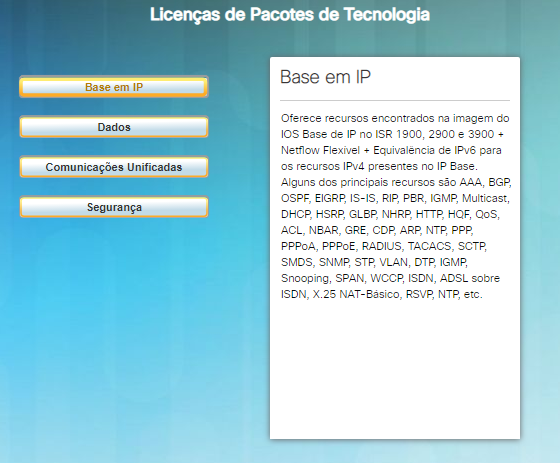 Licenças de Pacotes de Tecnologia
Base em IP
Dados
Comunicações Unificadas
Segurança
Base em IP
Oferece recursos encontrados na imagem do
IOS Base de IP no ISR 1900, 2900 e 3900 +
Netflow Flexível + Equivalência de IPv6 para
os recursos IPv4 presentes no IP Base.
Alguns dos principais recursos são AAA, BGP,
OSPF, EIGRP, IS-IS, RIP, PBR, IGMP, Multicast,
DHCP, HSRP, GLBP, NHRP, HTTP, HQF, QoS,
ACL, NBAR, GRE, CDP, ARP, NTP, PPP,
PPPoA, PPPoE, RADIUS, TACACS, SCTP,
SMDS, SNMP, STP, VLAN, DTP, IGMP,
Snooping, SPAN, WCCP, ISDN, ADSL sobre
ISDN, X.25 NAT-Básico, RSVP, NTP, etc.